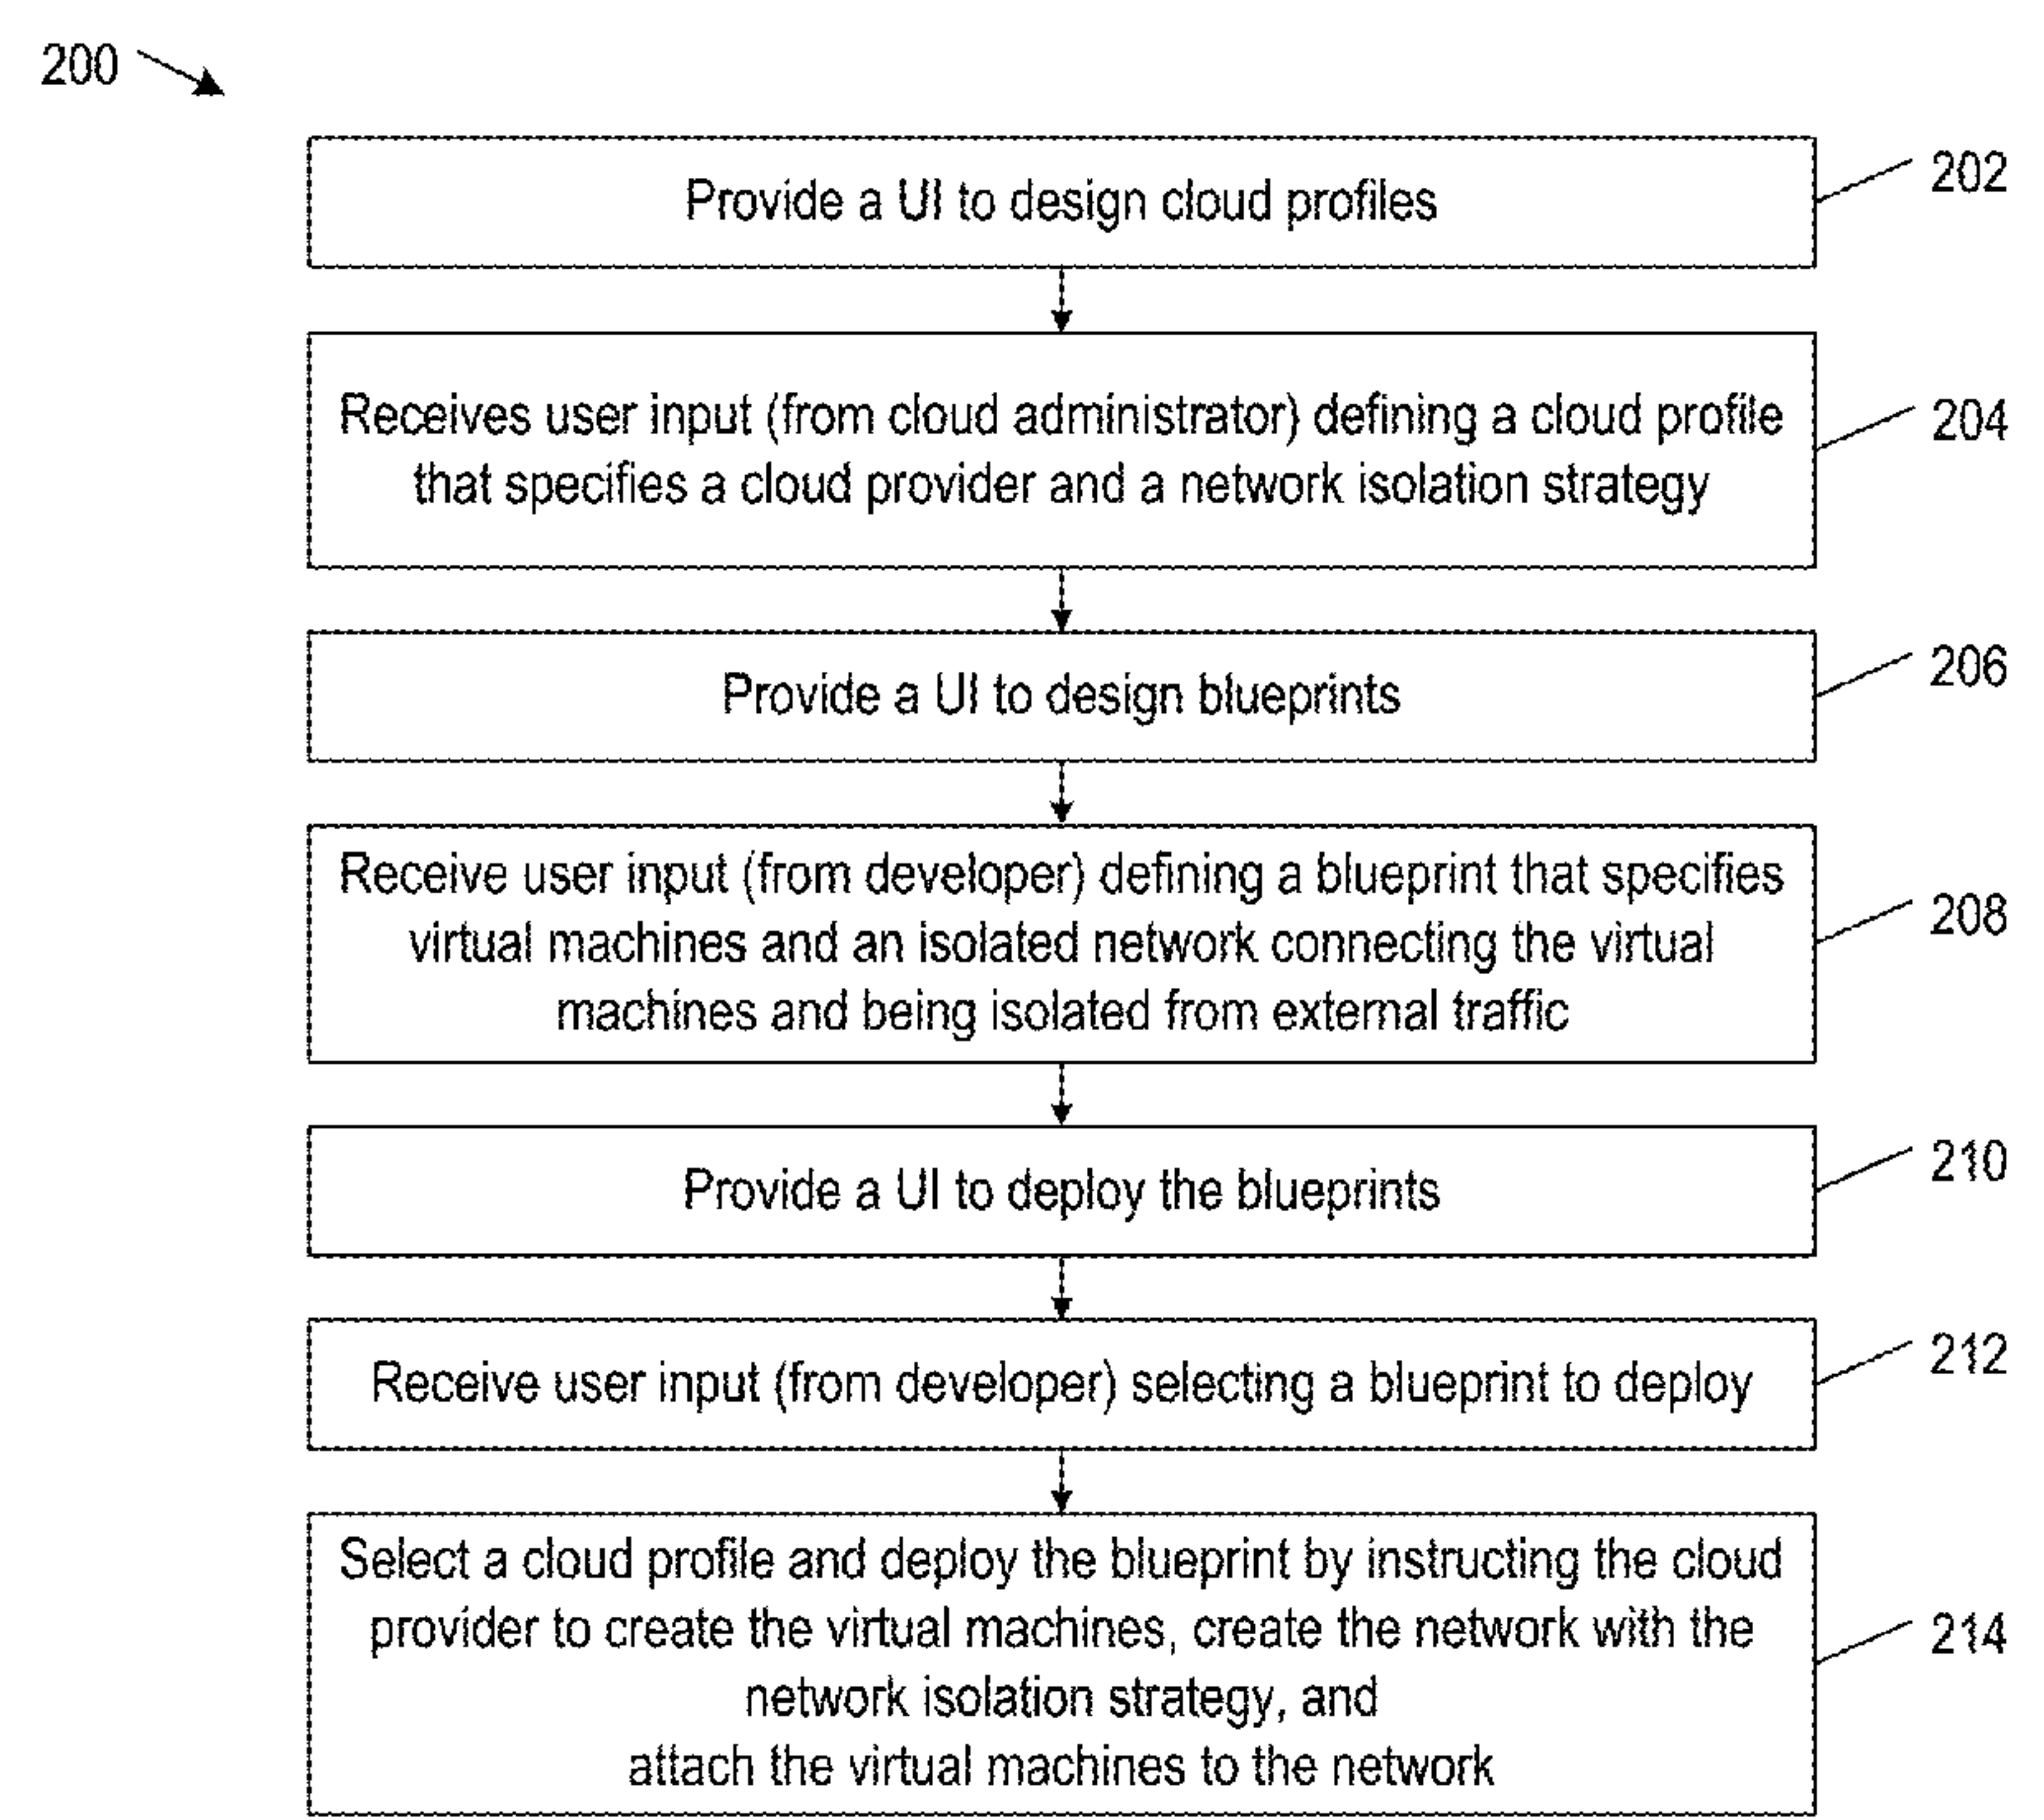 200
Provide a UI to design cloud profiles
202
Receives user input (from cloud administrator) defining a cloud profile
that specifies a cloud provider and a network isolation strategy
204
Provide a UI to design blueprints
206
Receive user input (from developer) defining a blueprint that specifies
virtual machines and an isolated network connecting the virtual
machines and being isolated from external traffic
208
Provide a UI to deploy the blueprints
210
Receive user input (from developer) selecting a blueprint to deploy
212
Select a cloud profile and deploy the blueprint by instructing the cloud
provider to create the virtual machines, create the network with the
network isolation strategy, and
attach the virtual machines to the network
214